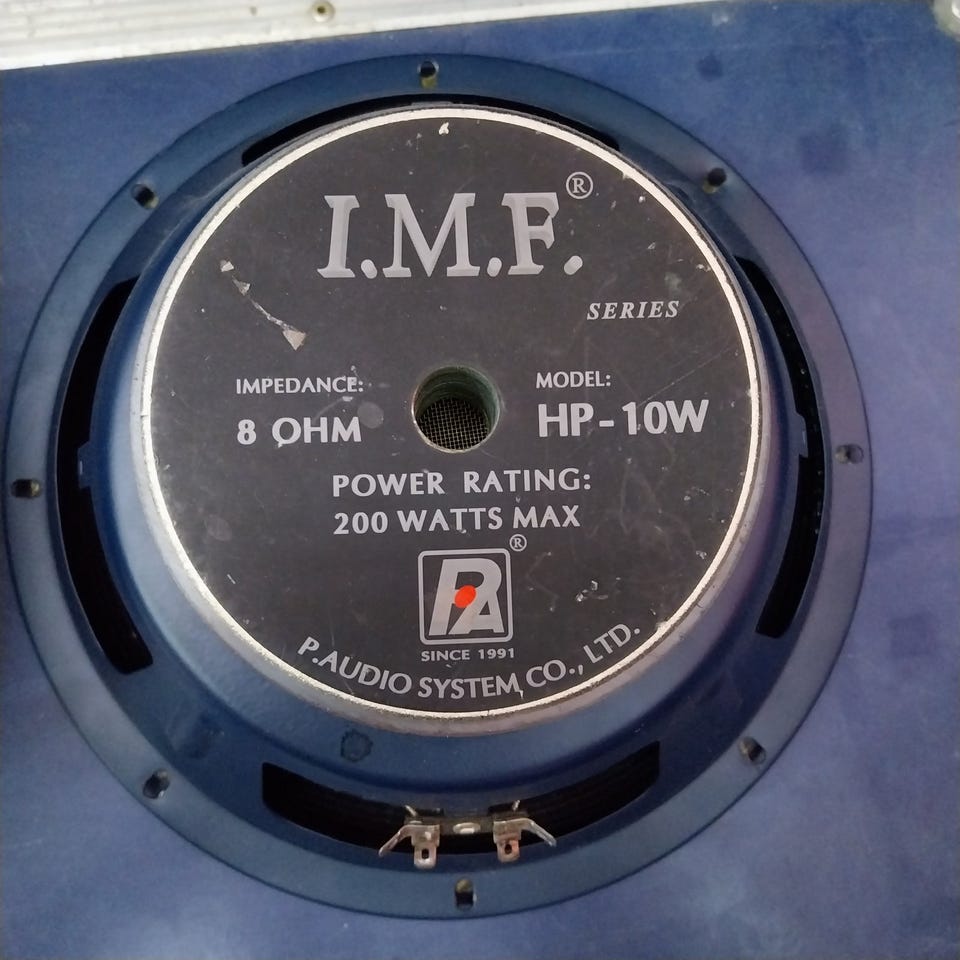 I.M.F.®
SERIES
IMPEDANCE:
8 OHM
MODEL:
HP-10W
POWER RATING:
200 WATTS MAX
PA®
SINCE 1991
P.AUDIO SYSTEM CO., LTD.